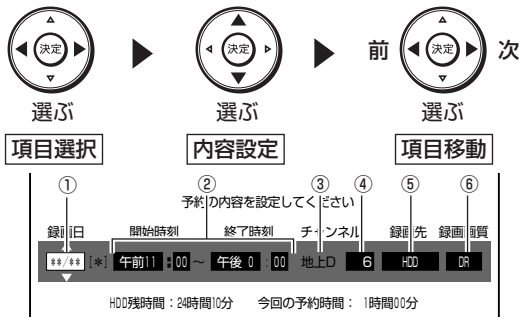 決定 決定 前 決定 次
選ぶ 選ぶ 選ぶ
項目選択 内容設定 項目移動
① ② ③ ④ ⑤ ⑥
予約の内容を設定してください
録画日 開始時刻 終了時刻 チャンネル 録画先 録画画質
**/** [*] 午前11:00 ~ 午後 0:00 地上D 6 HDD DR
HDD残時間:24時間10分 今回の予約時間: 1時間00分